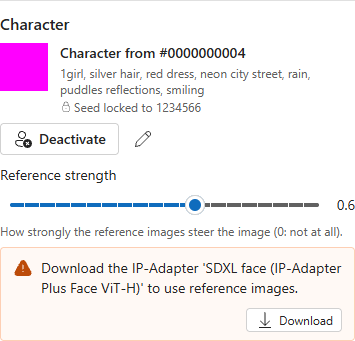 Character
Character from #0000000004
1girl, silver hair, red dress, neon city street, rain,
puddles reflections, smiling
Seed locked to 1234566
Deactivate
Reference strength
0.6
How strongly the reference images steer the image (0: not at all).
Download the IP-Adapter 'SDXL face (IP-Adapter
Plus Face ViT-H)' to use reference images.
Download